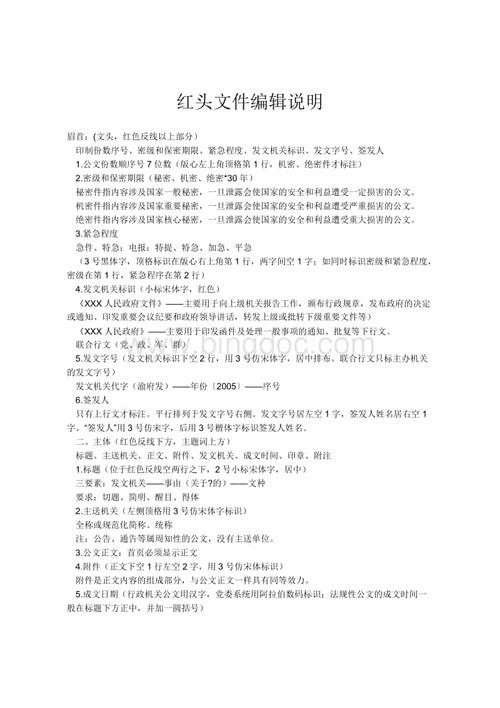 红头文件编辑说明
眉首：(文头，红色反线以上部分）
印制份数序号、密级和保密期限、紧急程度、发文机关标识、发文字号、签发人
1.公文份数顺序号 7 位数（版心左上角顶格第 1 行，机密、绝密件才标注）
2.密级和保密期限（秘密、机密、绝密*30 年）
秘密件指内容涉及国家一般秘密，一旦泄露会使国家的安全和利益遭受一定损害的公文。
机密件指内容涉及国家重要秘密，一旦泄露会使国家的安全和利益遭受严重损害的公文。
绝密件指内容涉及国家核心秘密，一旦泄露会使国家的安全和利益遭受重大损害的公文。
3.紧急程度
急件、特急；电报：特提、特急、加急、平急
（3 号黑体字，顶格标识在版心右上角第 1 行，两字间空 1 字；如同时标识密级和紧急程度，
密级在第 1 行，紧急程序在第 2 行）
4.发文机关标识（小标宋体字，红色）
《XXX 人民政府文件》——主要用于向上级机关报告工作，颁布行政规章，发布政府的决定
或通知、印发重要会议纪要和政府领导讲话，转发上级或批转下级重要文件等）
《XXX 人民政府》——主要用于印发函件及处理一般事项的通知、批复等下行文。
联合行文（党、政、军、群）
www.bingdoc.com
5.发文字号（发文机关标识下空 2 行，用 3 号仿宋体字，居中排布。联合行文只标主办机关
的发文字号）
发文机关代字（渝府发）——年份〔2005〕——序号
6.签发人
只有上行文才标注。平行排列于发文字号右侧。发文字号居左空 1 字，签发人姓名居右空 1
字。“签发人”用 3 号仿宋字，后用 3 号楷体字标识签发人姓名。
二、主体（红色反线下方，主题词上方）
标题、主送机关、正文、附件、发文机关、成文时间、印章、附注
1.标题（位于红色反线空两行之下，2 号小标宋体字，居中）
三要素：发文机关——事由（关于?的）——文种
要求：切题、简明、醒目、得体
2.主送机关（左侧顶格用 3 号仿宋体字标识）
全称或规范化简称、统称
注：公告、通告等属周知性的公文，没有主送单位。
3.公文正文：首页必须显示正文
4.附件（正文下空 1 行左空 2 字，用 3 号仿宋体标识）
附件是正文内容的组成部分，与公文正文一样具有同等效力。
5.成文日期（行政机关公文用汉字，党委系统用阿拉伯数码标识；法规性公文的成文时间一
般在标题下方正中，并加一圆括号）